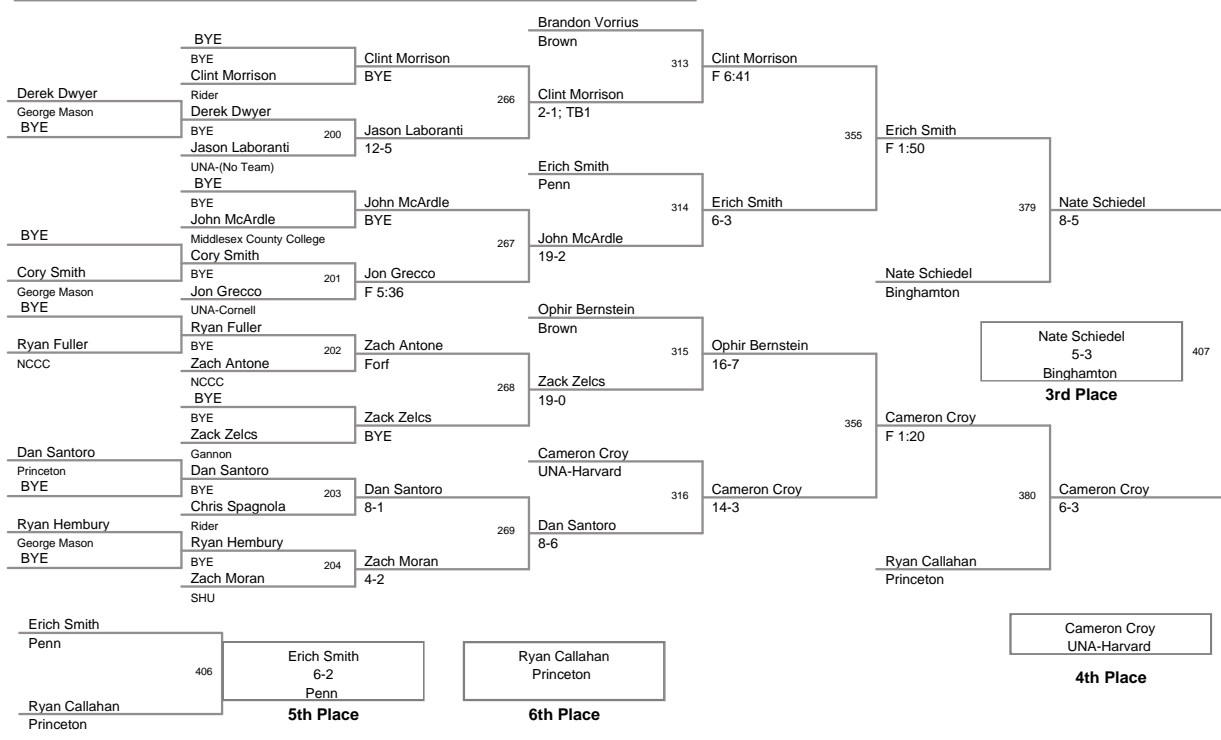 Derek Dwyer
George Mason
BYE
BYE
Cory Smith
George Mason
BYE
Ryan Fuller
NCCC
Dan Santoro
Princeton
BYE
Ryan Hembury
George Mason
BYE
BYE
BYE
Clint Morrison
Rider
Derek Dwyer
BYE
200
Jason Laboranti
UNA-(No Team)
BYE
BYE
John McArdle
Middlesex County College
Cory Smith
BYE
201
Jon Grecco
UNA-Cornell
Ryan Fuller
BYE
202
Zach Antone
NCCC
BYE
BYE
Zack Zelcs
Gannon
Dan Santoro
BYE
203
Chris Spagnola
Rider
Ryan Hembury
BYE
204
Zach Moran
SHU
Clint Morrison
BYE
266
Jason Laboranti
12-5
John McArdle
BYE
267
Jon Grecco
F 5:36
Zach Antone
Forf
268
Zack Zelcs
BYE
Dan Santoro
8-1
269
Zach Moran
4-2
Brandon Vorrius
Brown
313
Clint Morrison
2-1; TB1
Erich Smith
Penn
314
John McArdle
19-2
Ophir Bernstein
Brown
315
Zack Zelcs
19-0
Cameron Croy
UNA-Harvard
316
Dan Santoro
8-6
Clint Morrison
F 6:41
355
Erich Smith
6-3
Ophir Bernstein
16-7
356
Cameron Croy
14-3
Erich Smith
F 1:50
379
Nate Schiedel
Binghamton
Cameron Croy
F 1:20
380
Ryan Callahan
Princeton
Nate Schiedel
8-5
Nate Schiedel
5-3
Binghamton
407
3rd Place
Cameron Croy
6-3
Cameron Croy
UNA-Harvard
4th Place
Erich Smith
Penn
406
Ryan Callahan
Princeton
Erich Smith
6-2
Penn
5th Place
Ryan Callahan
Princeton
6th Place